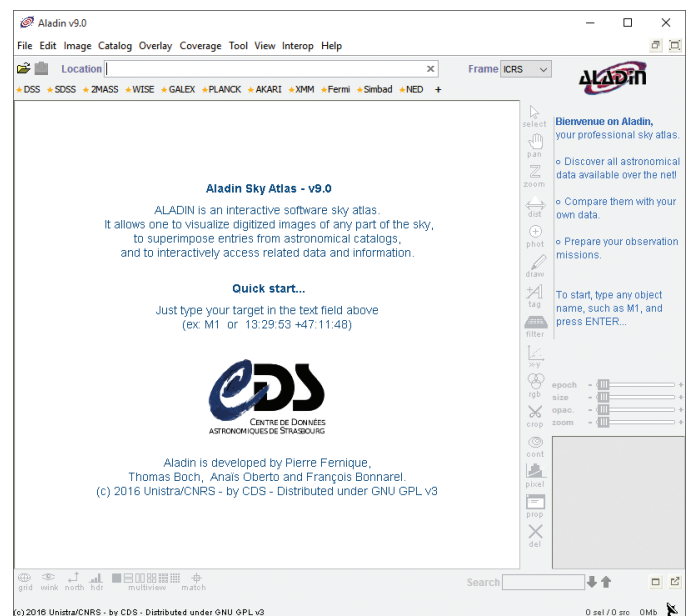 Aladin v9.0
File Edit Image Catalog Overlay Coverage Tool View Interop Help
Location
Frame ICRS
ALADIN
DSS SDSS 2MASS WISE GALEX PLANCK AKARI XMM Fermi Simbad NED +
Aladin Sky Atlas - v9.0
ALADIN is an interactive software sky atlas.
It allows one to visualize digitized images of any part of the sky,
to superimpose entries from astronomical catalogs,
and to interactively access related data and information.
Quick start...
Just type your target in the text field above
(ex: M1 or 13:29:53 +47:11:48)
CDS
CENTRE DE DONNÉES
ASTRONOMIQUES DE STRASBOURG
Aladin is developed by Pierre Fernique,
Thomas Boch, Anaïs Oberto and François Bonnarel.
(c) 2016 Unistra/CNRS - by CDS - Distributed under GNU GPL v3
select
pan
Z
zoom
dist
phot
draw
tag
filter
x-y
rgb
crop
cont
pixel
prop
del
Bienvenue on Aladin,
your professional sky atlas.
o Discover all astronomical
data available over the net!
o Compare them with your
own data.
o Prepare your observation
missions.
To start, type any object
name, such as M1, and
press ENTER...
epoch - +
size - +
opac. - +
zoom - +
grid wink north hdr multiview match
Search
(c) 2016 Unistra/CNRS - by CDS - Distributed under GNU GPL v3
0 sel / 0 src 0Mb